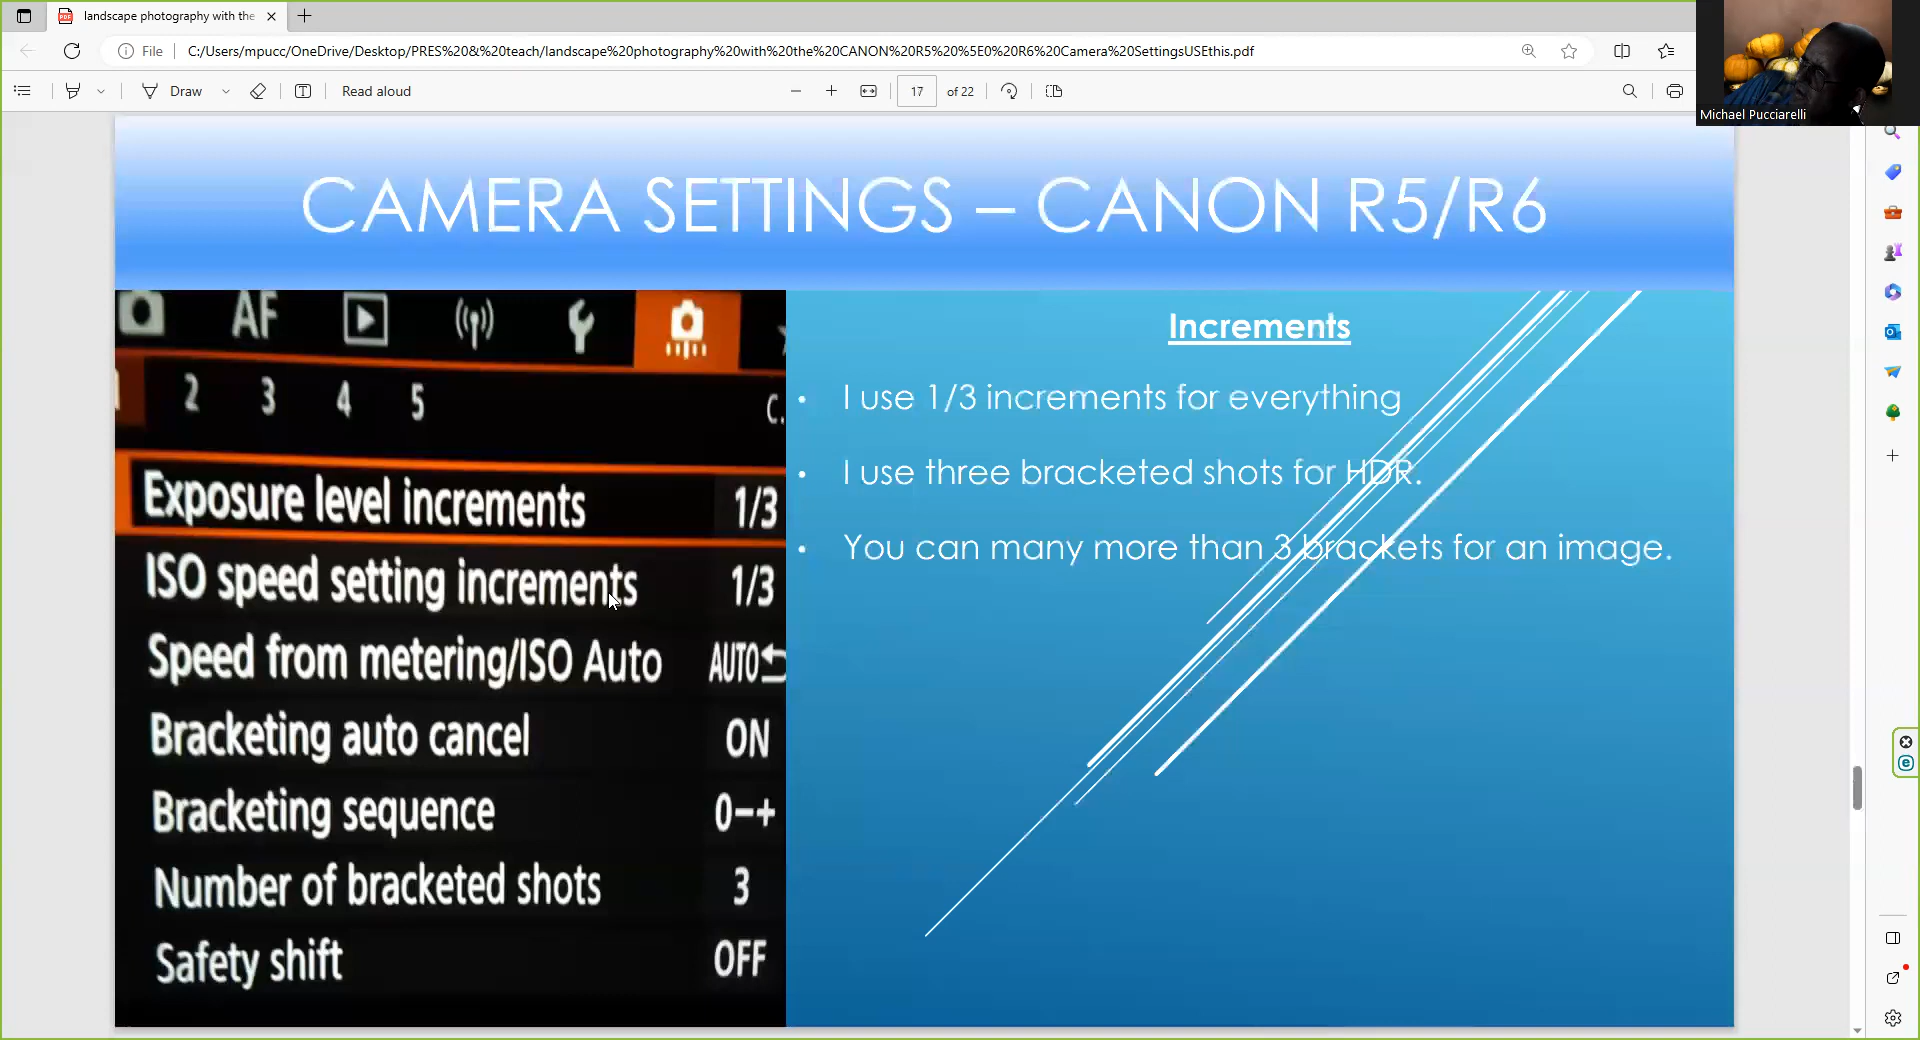 landscape photography with the
File
C:/Users/mpucc/OneDrive/Desktop/PRES%20&%20teach/landscape%20photography%20with%20the%20CANON%20R5%20%5E0%20R6%20Camera%20SettingsUSEthis.pdf
Draw
Read aloud
17
of 22
Michael Pucciarelli
CAMERA SETTINGS – CANON R5/R6
AF
2 3 4 5
C.
Exposure level increments 1/3
ISO speed setting increments 1/3
Speed from metering/ISO Auto AUTO
Bracketing auto cancel ON
Bracketing sequence 0−+
Number of bracketed shots 3
Safety shift OFF
Increments
• I use 1/3 increments for everything
• I use three bracketed shots for HDR.
• You can many more than 3 brackets for an image.